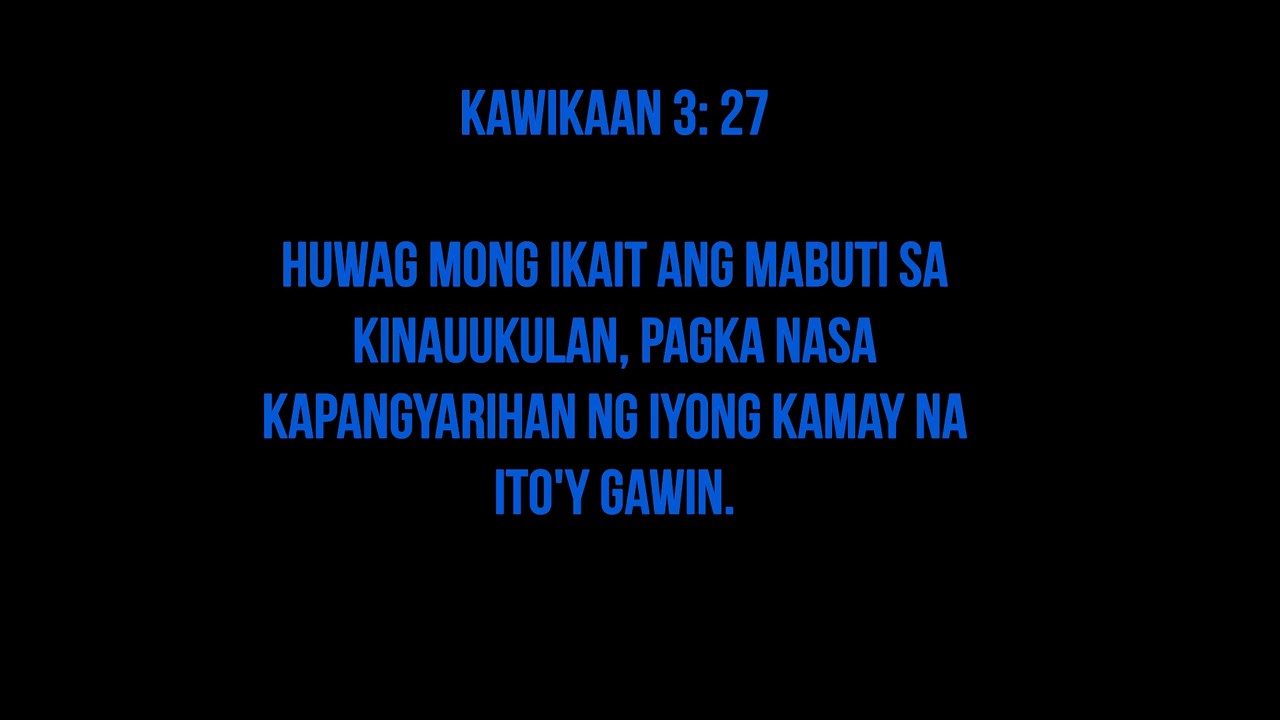 KAWIKAAN 3: 27
HUWAG MONG IKAIT ANG MABUTI SA
KINAUUKULAN, PAGKA NASA
KAPANGYARIHAN NG IYONG KAMAY NA
ITO'Y GAWIN.